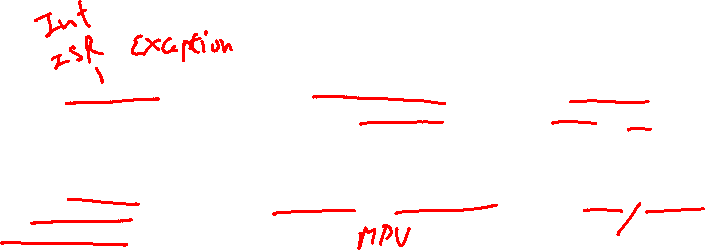 Int
ISR Exception
MPU